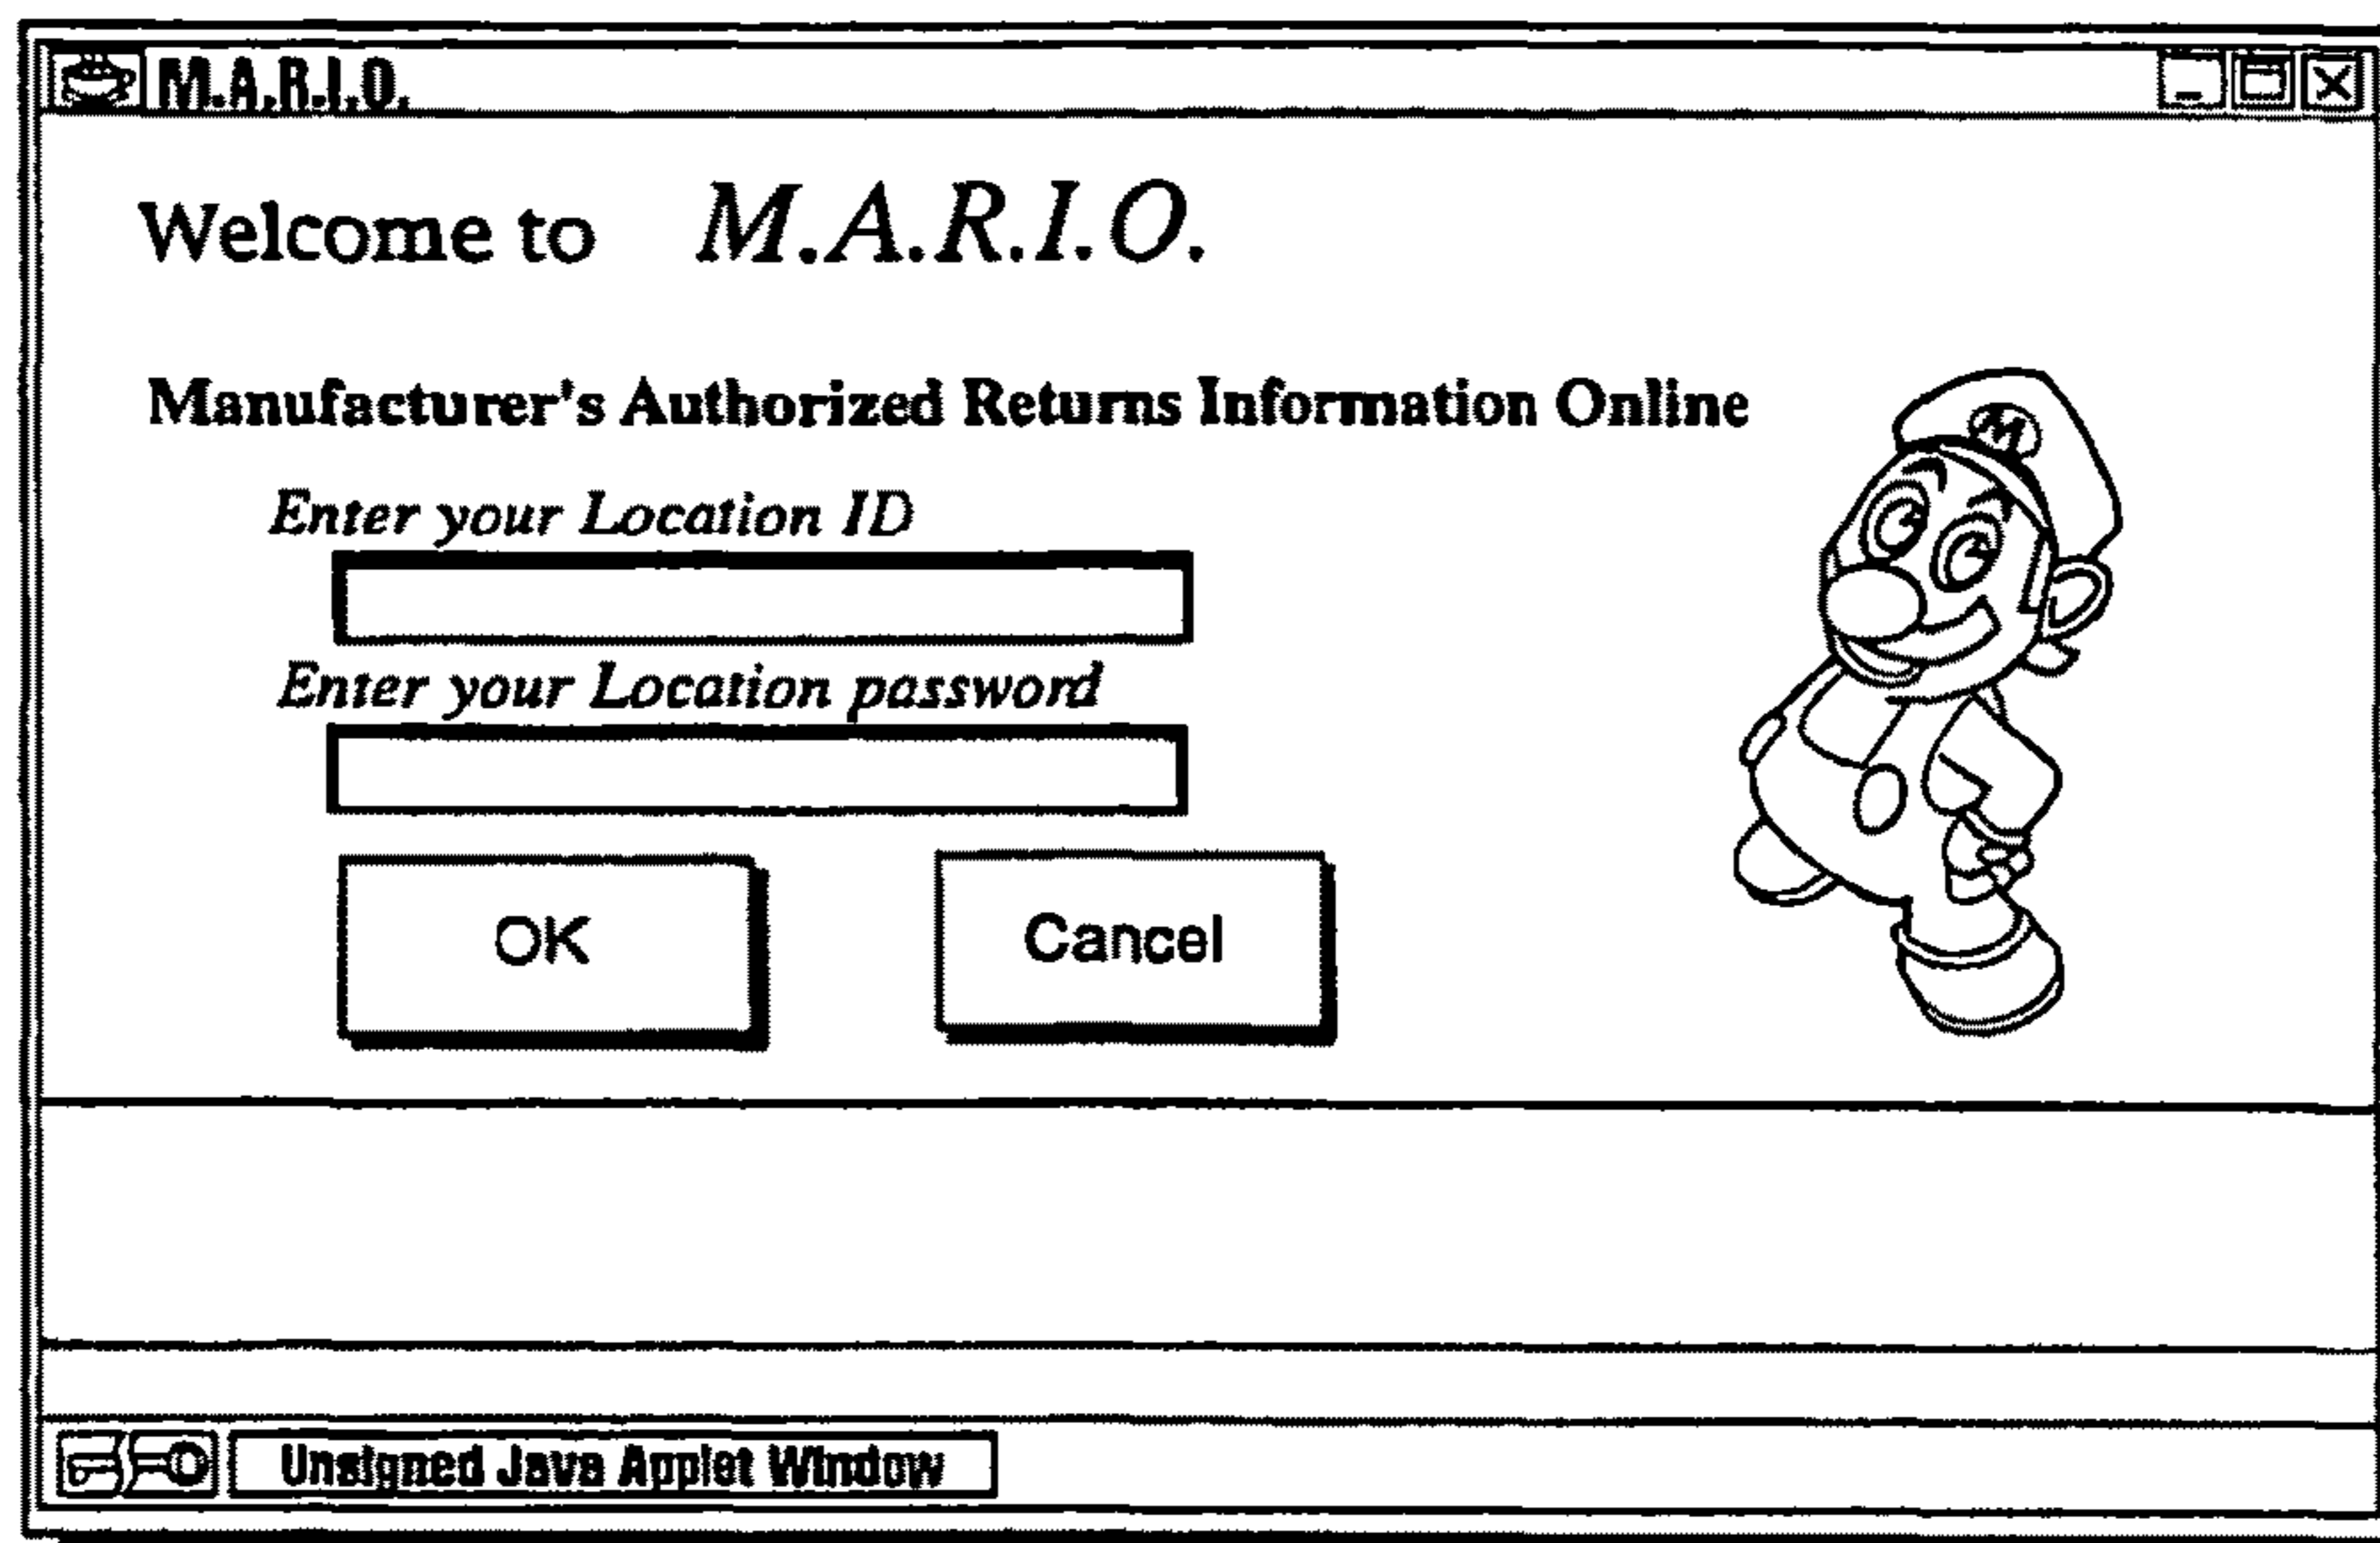 M.A.R.I.O.
Welcome to M.A.R.I.O.
Manufacturer's Authorized Returns Information Online
M
Enter your Location ID
Enter your Location password
OK Cancel
Unsigned Java Applet Window